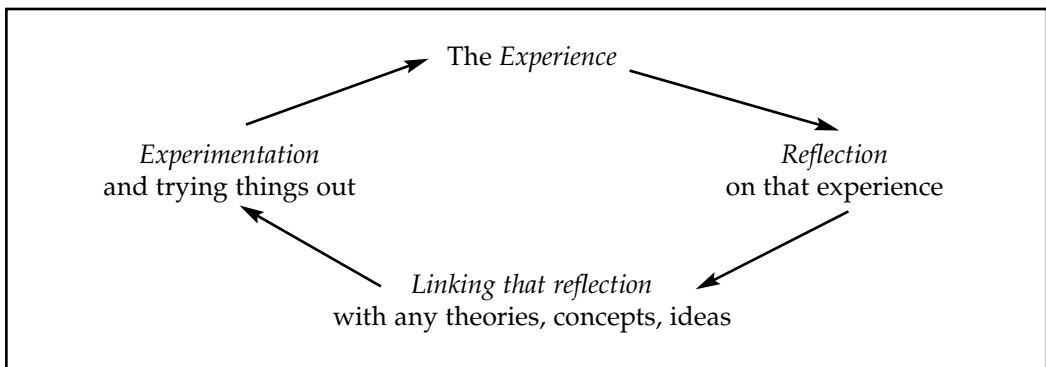 The Experience
Experimentation
and trying things out
Reflection
on that experience
Linking that reflection
with any theories, concepts, ideas